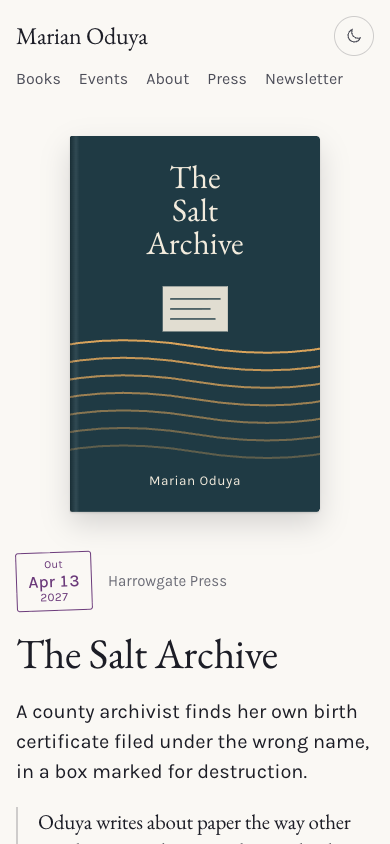 Marian Oduya
Books Events About Press Newsletter
The
Salt
Archive
Marian Oduya
Out
Apr 13
2027
Harrowgate Press
The Salt Archive
A county archivist finds her own birth
certificate filed under the wrong name,
in a box marked for destruction.
Oduya writes about paper the way other